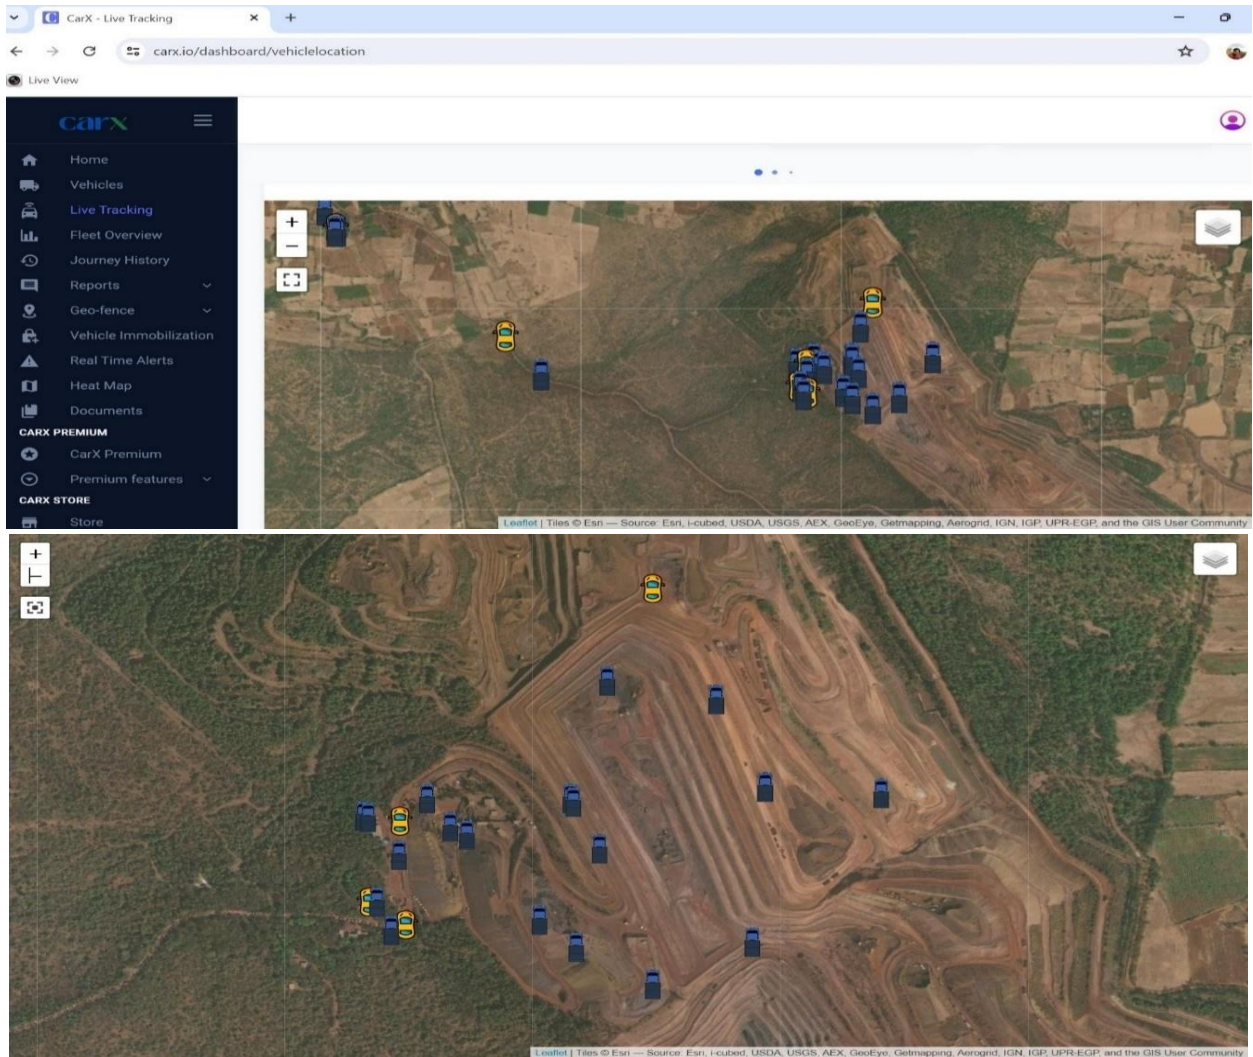 CarX - Live Tracking
carx.io/dashboard/vehiclelocation
Live View
carx
Home
Vehicles
Live Tracking
Fleet Overview
Journey History
Reports
Geo-fence
Vehicle Immobilization
Real Time Alerts
Heat Map
Documents
CARX PREMIUM
CarX Premium
Premium features
CARX STORE
Store
Leaflet | Tiles © Esri — Source: Esri, i-cubed, USDA, USGS, AEX, GeoEye, Getmapping, Aerogrid, IGN, IGP, UPR-EGP, and the GIS User Community
Leaflet | Tiles © Esri — Source: Esri, i-cubed, USDA, USGS, AEX, GeoEye, Getmapping, Aerogrid, IGN, IGP, UPR-EGP, and the GIS User Community